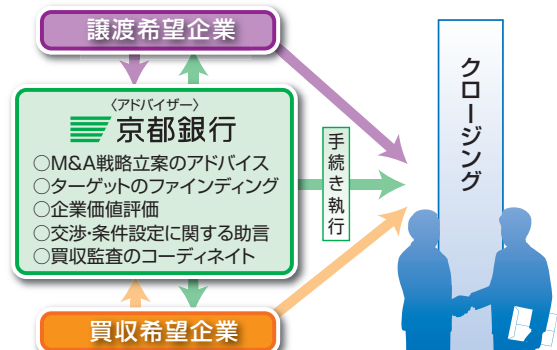 譲渡希望企業
〈アドバイザー〉
京都銀行
○M&A戦略立案のアドバイス
○ターゲットのファインディング
○企業価値評価
○交渉・条件設定に関する助言
○買収監査のコーディネイト
手続き執行
クロージング
買収希望企業